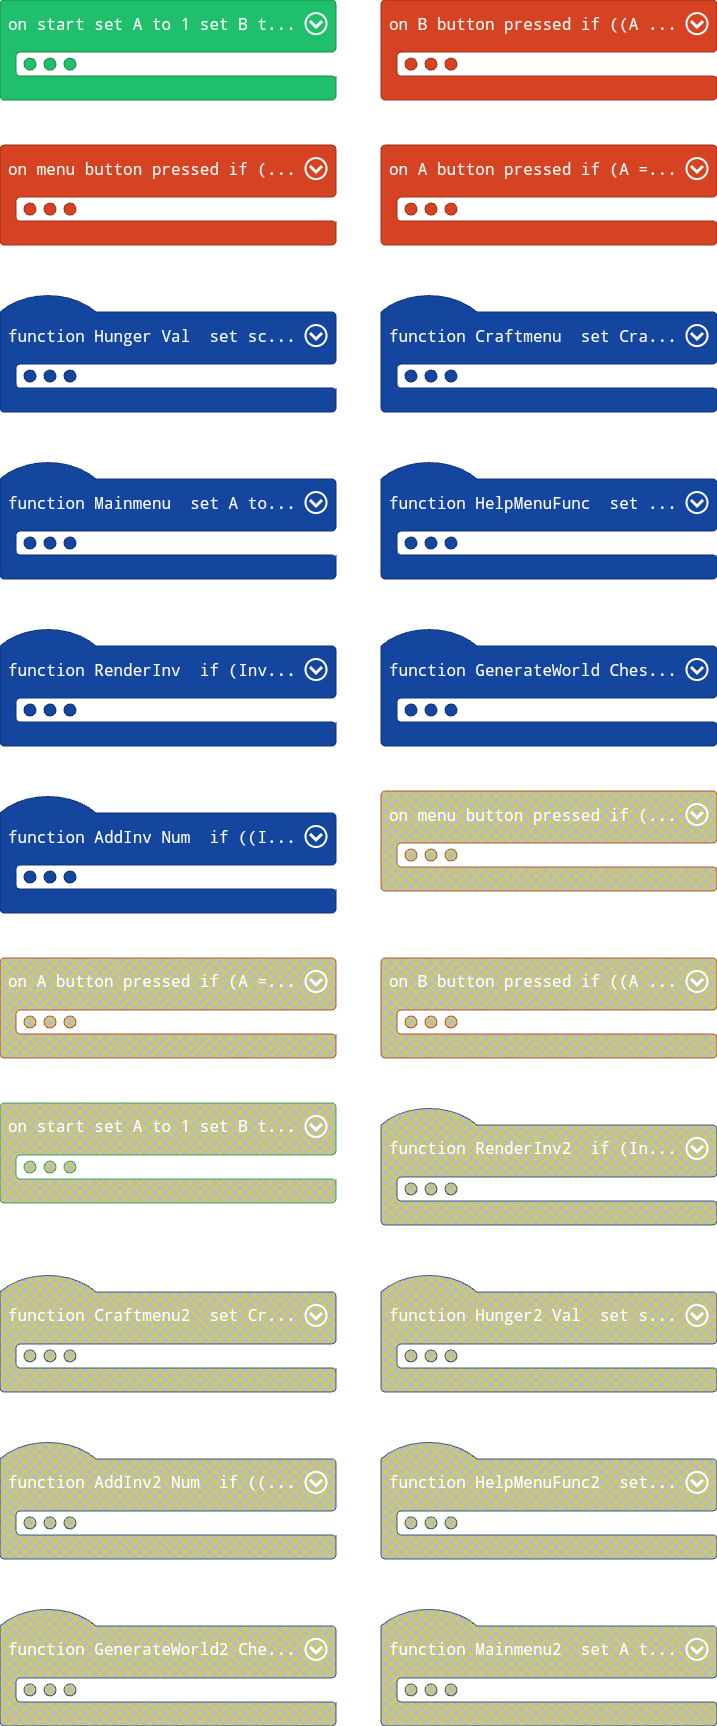 on start set A to 1 set B t...
on B button pressed if ((A ...
on menu button pressed if (...
on A button pressed if (A =...
function Hunger Val  set sc...
function Craftmenu  set Cra...
function Mainmenu  set A to...
function HelpMenuFunc  set ...
function RenderInv  if (Inv...
function GenerateWorld Ches...
function AddInv Num  if ((I...
on menu button pressed if (...
on A button pressed if (A =...
on B button pressed if ((A ...
on start set A to 1 set B t...
function RenderInv2  if (In...
function Craftmenu2  set Cr...
function Hunger2 Val  set s...
function AddInv2 Num  if ((...
function HelpMenuFunc2  set...
function GenerateWorld2 Che...
function Mainmenu2  set A t...